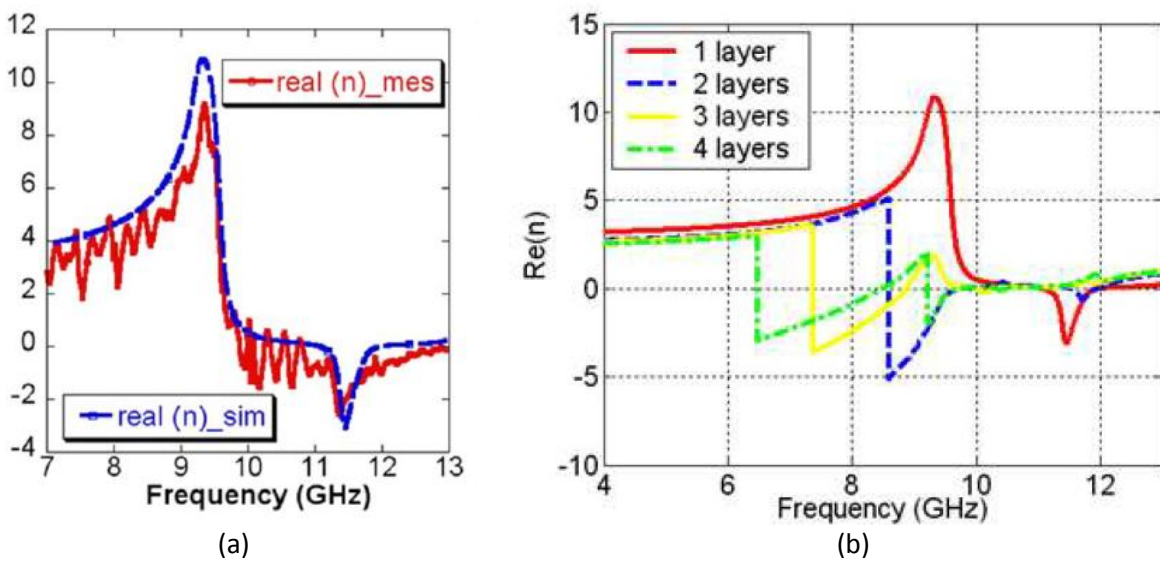 12
10
8
6
4
2
0
-2
-4
real (n)_mes
real (n)_sim
7 8 9 10 11 12 13
Frequency (GHz)
(a)
15
10
5
0
-5
-10
Re(n)
1 layer
2 layers
3 layers
4 layers
4 6 8 10 12
Frequency (GHz)
(b)